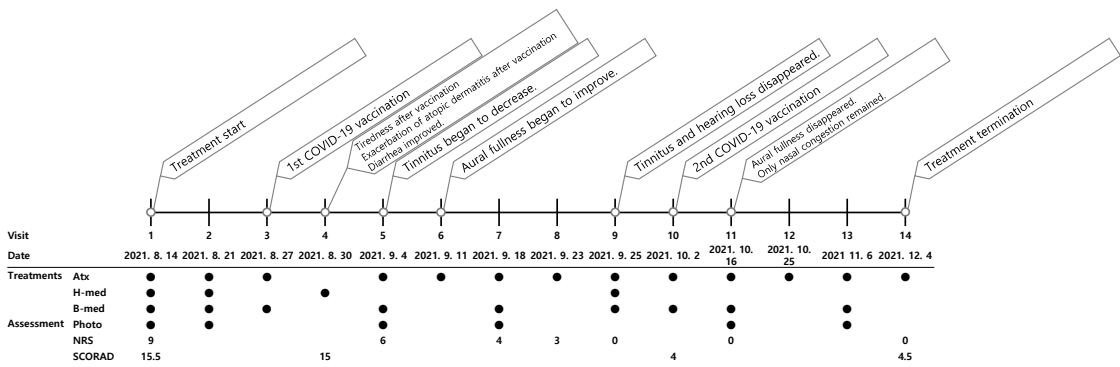 Treatment start
1st COVID-19 vaccination
Tiredness after vaccination
Exacerbation of atopic dermatitis after vaccination
Diarrhea improved.
Tinnitus began to decrease.
Aural fullness began to improve.
Tinnitus and hearing loss disappeared.
2nd COVID-19 vaccination
Aural fullness disappeared.
Only nasal congestion remained.
Treatment termination
Visit 1 2 3 4 5 6 7 8 9 10 11 12 13 14
Date 2021. 8. 14 2021. 8. 21 2021. 8. 27 2021. 8. 30 2021. 9. 4 2021. 9. 11 2021. 9. 18 2021. 9. 23 2021. 9. 25 2021. 10. 2 2021. 10. 16 2021. 10. 25 2021 11. 6 2021. 12. 4
Treatments Atx
H-med
B-med
Assessment Photo
NRS 9 6 4 3 0 0 0
SCORAD 15.5 15 4 4.5